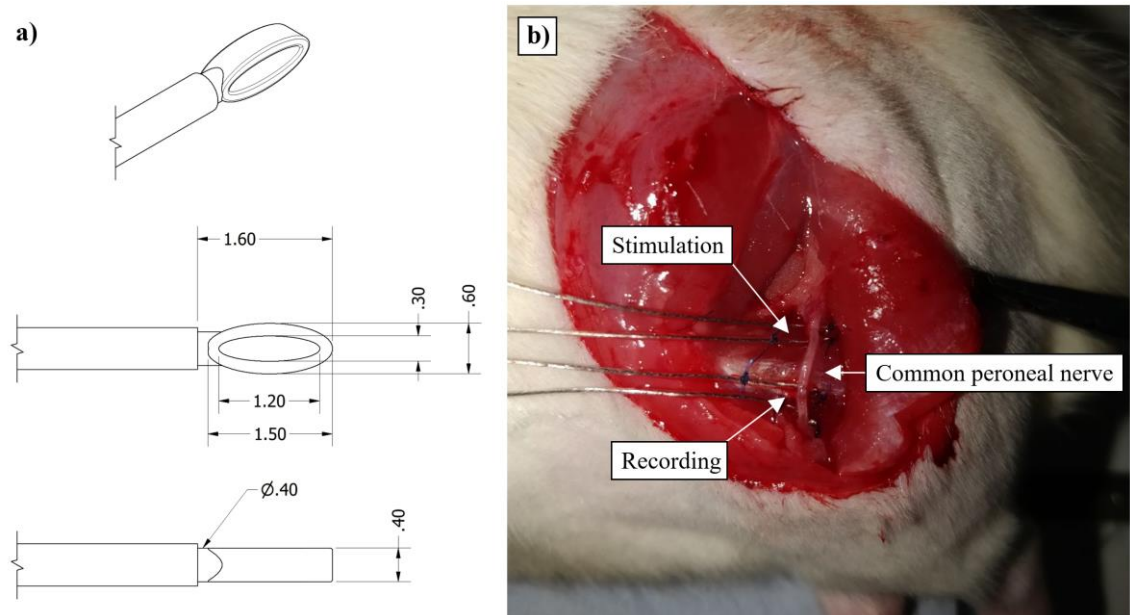 a)
1.60
.30
.60
1.20
1.50
Ø.40
.40
b)
Stimulation
Common peroneal nerve
Recording